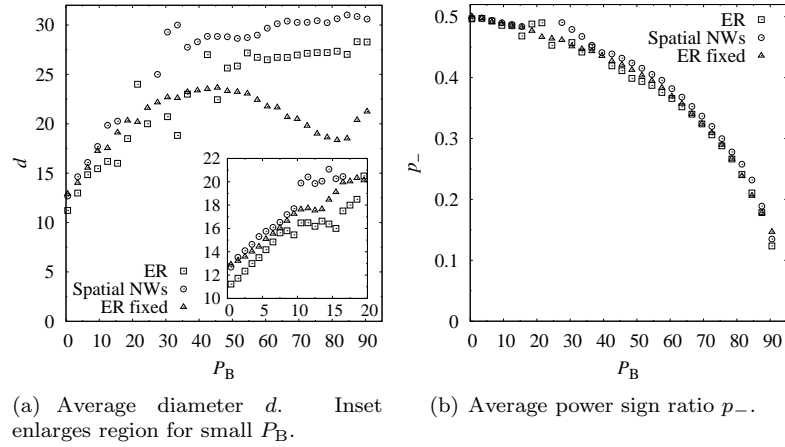 30
25
20
15
10
5
0
d
0 10 20 30 40 50 60 70 80 90
P_B
ER
Spatial NWs
ER fixed
22
20
18
16
14
12
10
0 5 10 15 20
0.5
0.4
0.3
0.2
0.1
0
p_−
0 10 20 30 40 50 60 70 80 90
P_B
ER
Spatial NWs
ER fixed
(a) Average diameter d. Inset
enlarges region for small P_B.
(b) Average power sign ratio p_−.